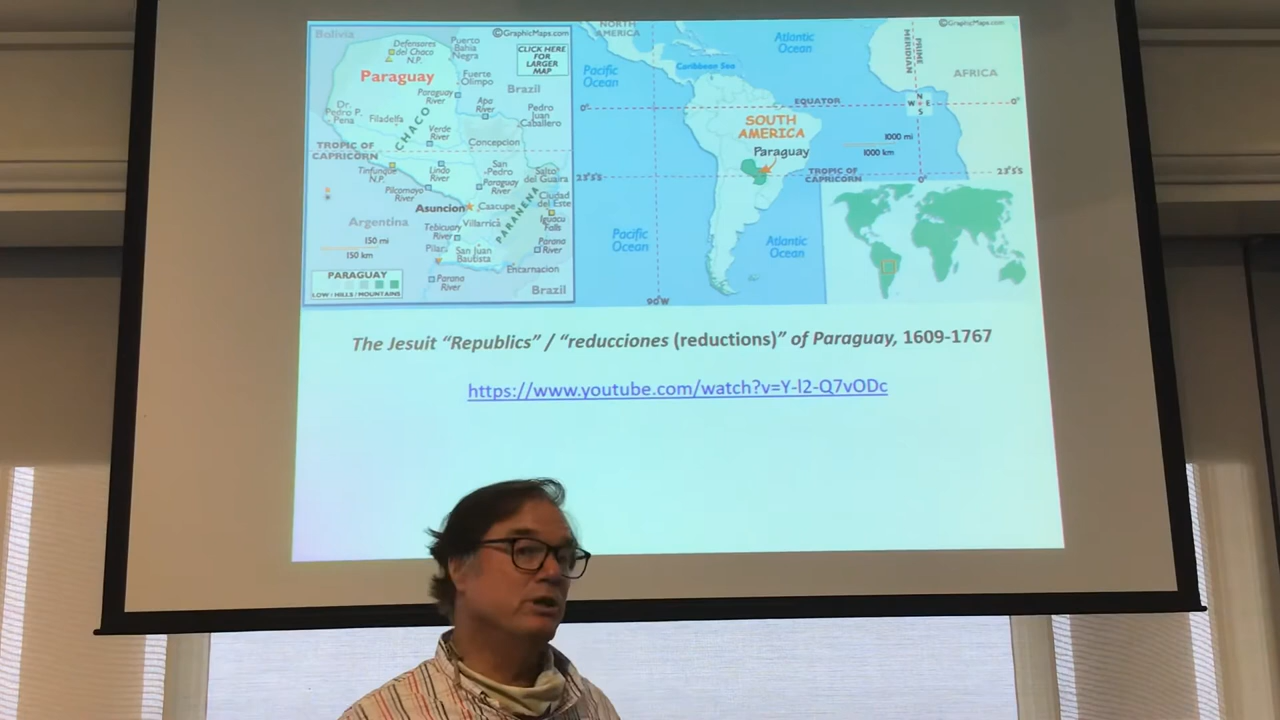 Bolivia
©GraphicMaps.com
Defensores
del Chaco
N.P.
Puerto
Bahia
Negra
CLICK HERE
FOR
LARGER
MAP
Paraguay
Fuerte
Olimpo
Brazil
Paraguay
River
Apa
River
Pedro
Juan
Caballero
Dr.
Pedro P.
Pena
Filadelfa
CHACO
Verde
River
Concepcion
TROPIC OF
CAPRICORN
Tinfunque
N.P.
Lindo
River
San
Pedro
Salto
del Guaira
Pilcomayo
River
Paraguay
River
Ciudad
del Este
Asuncion
Caacupe
PARANENA
Iguacu
Falls
Argentina
Tebicuary
River
Villarrica
Parana
River
150 mi
150 km
Pilar
San Juan
Bautista
Encarnacion
PARAGUAY
LOW / HILLS / MOUNTAINS
Parana
River
Brazil
NORTH
AMERICA
©GraphicMaps.com
Atlantic
Ocean
PRIME
MERIDIAN
Pacific
Ocean
Caribbean Sea
AFRICA
N
W E
S
0°
EQUATOR
0°
SOUTH
AMERICA
1000 mi
1000 km
Paraguay
23°5'S
TROPIC OF
CAPRICORN
0°
23°5'S
Pacific
Ocean
Atlantic
Ocean
90°W
The Jesuit “Republics” / “reducciones (reductions)” of Paraguay, 1609-1767
https://www.youtube.com/watch?v=Y-l2-Q7vODc